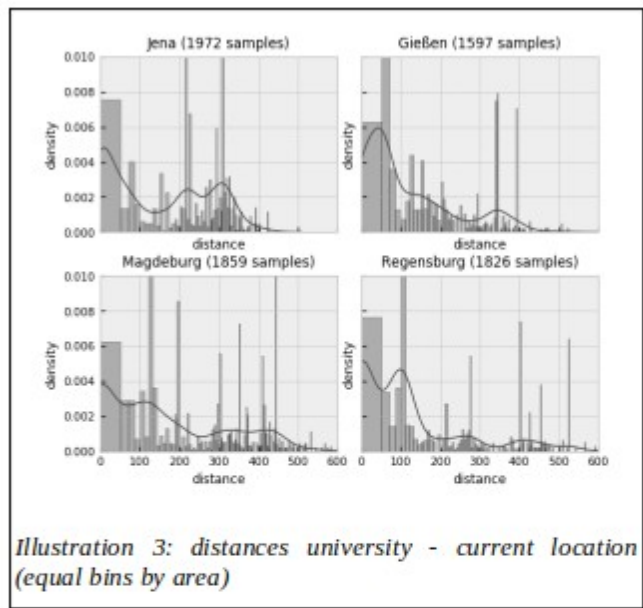 Jena (1972 samples)
0.010
0.008
0.006
0.004
0.002
0.000
density
distance
Gießen (1597 samples)
density
distance
Magdeburg (1859 samples)
0.010
0.008
0.006
0.004
0.002
0.000
density
0 100 200 300 400 500 600
distance
Regensburg (1826 samples)
density
0 100 200 300 400 500 600
distance
Illustration 3: distances university - current location
(equal bins by area)